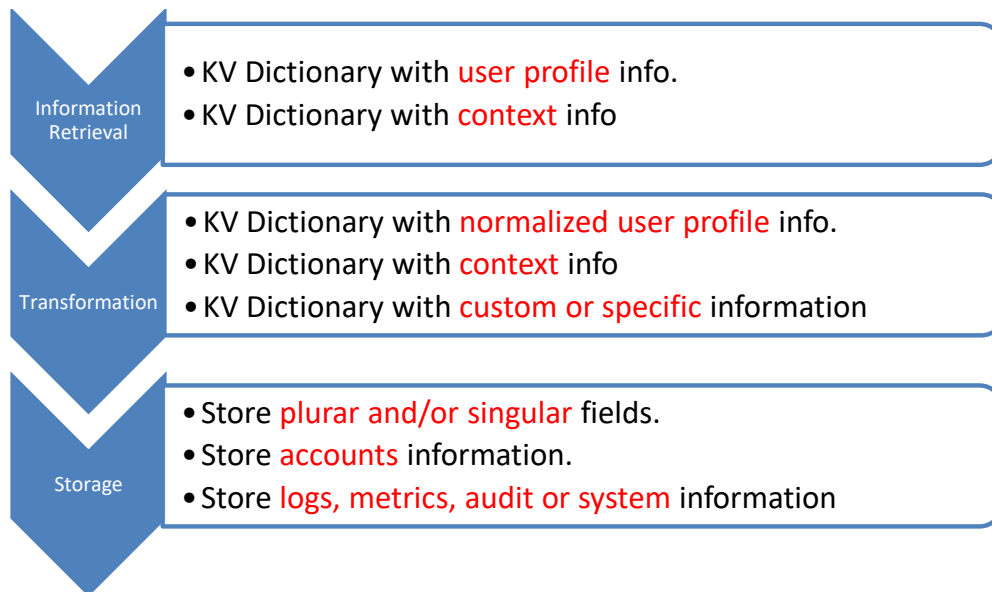 Information
Retrieval
•KV Dictionary with user profile info.
•KV Dictionary with context info
Transformation
•KV Dictionary with normalized user profile info.
•KV Dictionary with context info
•KV Dictionary with custom or specific information
Storage
•Store plurar and/or singular fields.
•Store accounts information.
•Store logs, metrics, audit or system information